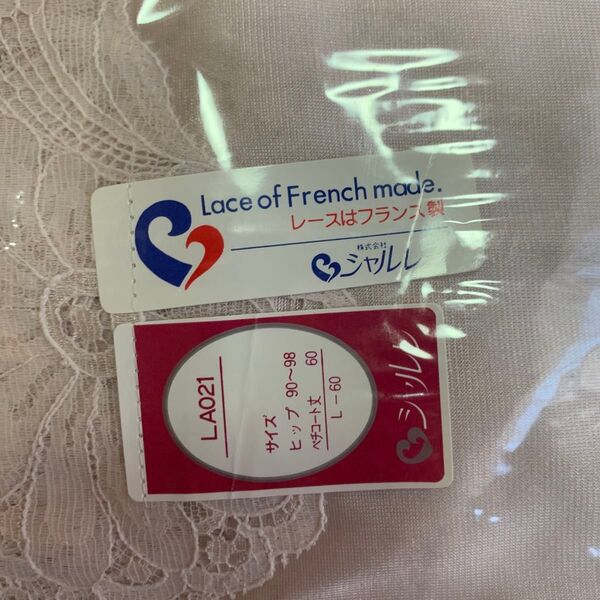 Lace of French made.
レースはフランス製
株式会社
シャルレ
LA021
サイズ
ヒップ 90〜98
ペチコート丈 60
L-60
シャルレ